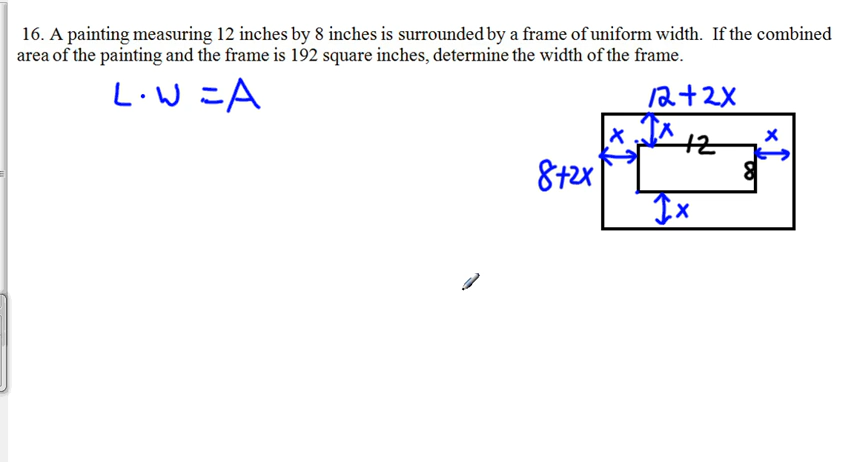 16. A painting measuring 12 inches by 8 inches is surrounded by a frame of uniform width. If the combined
area of the painting and the frame is 192 square inches, determine the width of the frame.
L · W = A
12+2x
x
x
12
x
8+2x
8
x